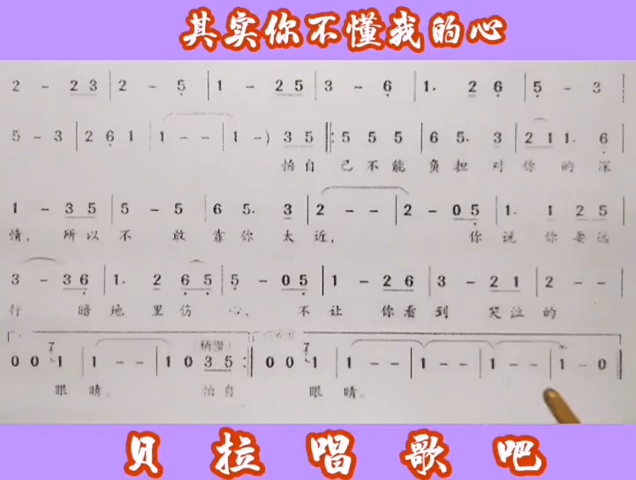 其实你不懂我的心
2 - 2 3 | 2 - 5 | 1 - 2 5 | 3 - 6 | 1. 2 6 | 5 - 3 |
5 - 3 | 2 6 1 | 1 - - | 1 - ) 3 5 |: 5 5 5 | 6 5. 3 | 2 1 1. 6
怕自 己不能 负担对 你的深
1 - 3 5 | 5 - 5 | 6 5. 3 | 2 - - | 2 - 0 5 | 1. 1 2 5
情, 所以不 敢靠你太近, 你说你要远
3 - 3 6 | 1. 2 6 5 | 5 - 0 5 | 1 - 2 6 | 3 - 2 1 | 2 - -
行 暗地里伤心, 不让 你看到 哭泣的
0 0 1 | 1 - - | 1 0 3 5 :| 0 0 1 | 1 - - | 1 - - | 1 - - | 1 - 0 |
眼睛。 怕自 眼睛。
贝拉唱歌吧